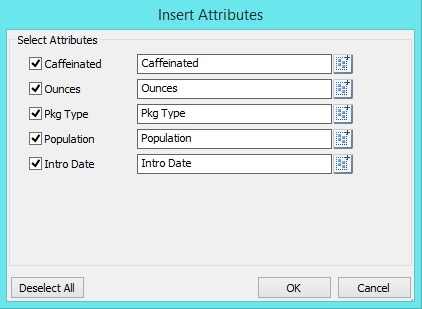 Insert Attributes
Select Attributes
Caffeinated Caffeinated
Ounces Ounces
Pkg Type Pkg Type
Population Population
Intro Date Intro Date
Deselect All OK Cancel